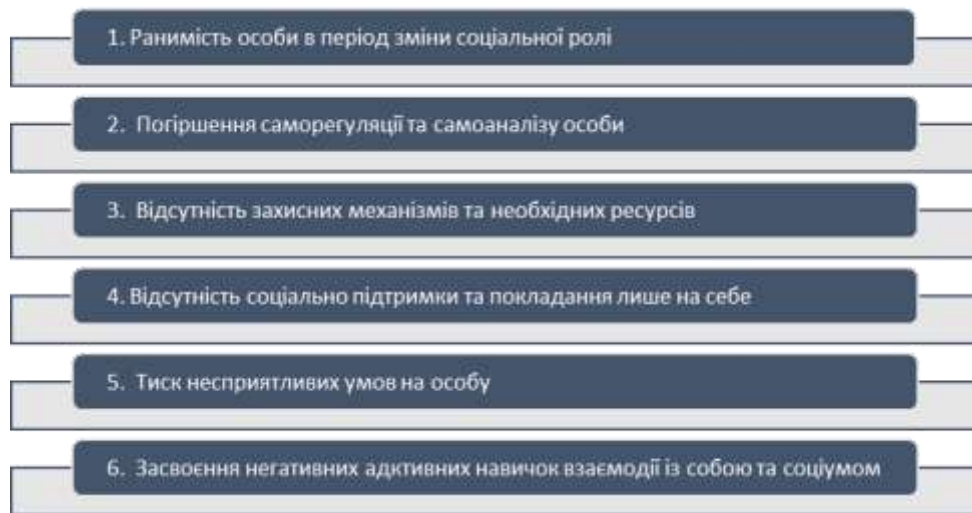 1. Ранимість особи в період зміни соціальної ролі
2. Погіршення саморегуляції та самоаналізу особи
3. Відсутність захисних механізмів та необхідних ресурсів
4. Відсутність соціально підтримки та покладання лише на себе
5. Тиск несприятливих умов на особу
6. Засвоєння негативних адктивних навичок взаємодії із собою та соціумом